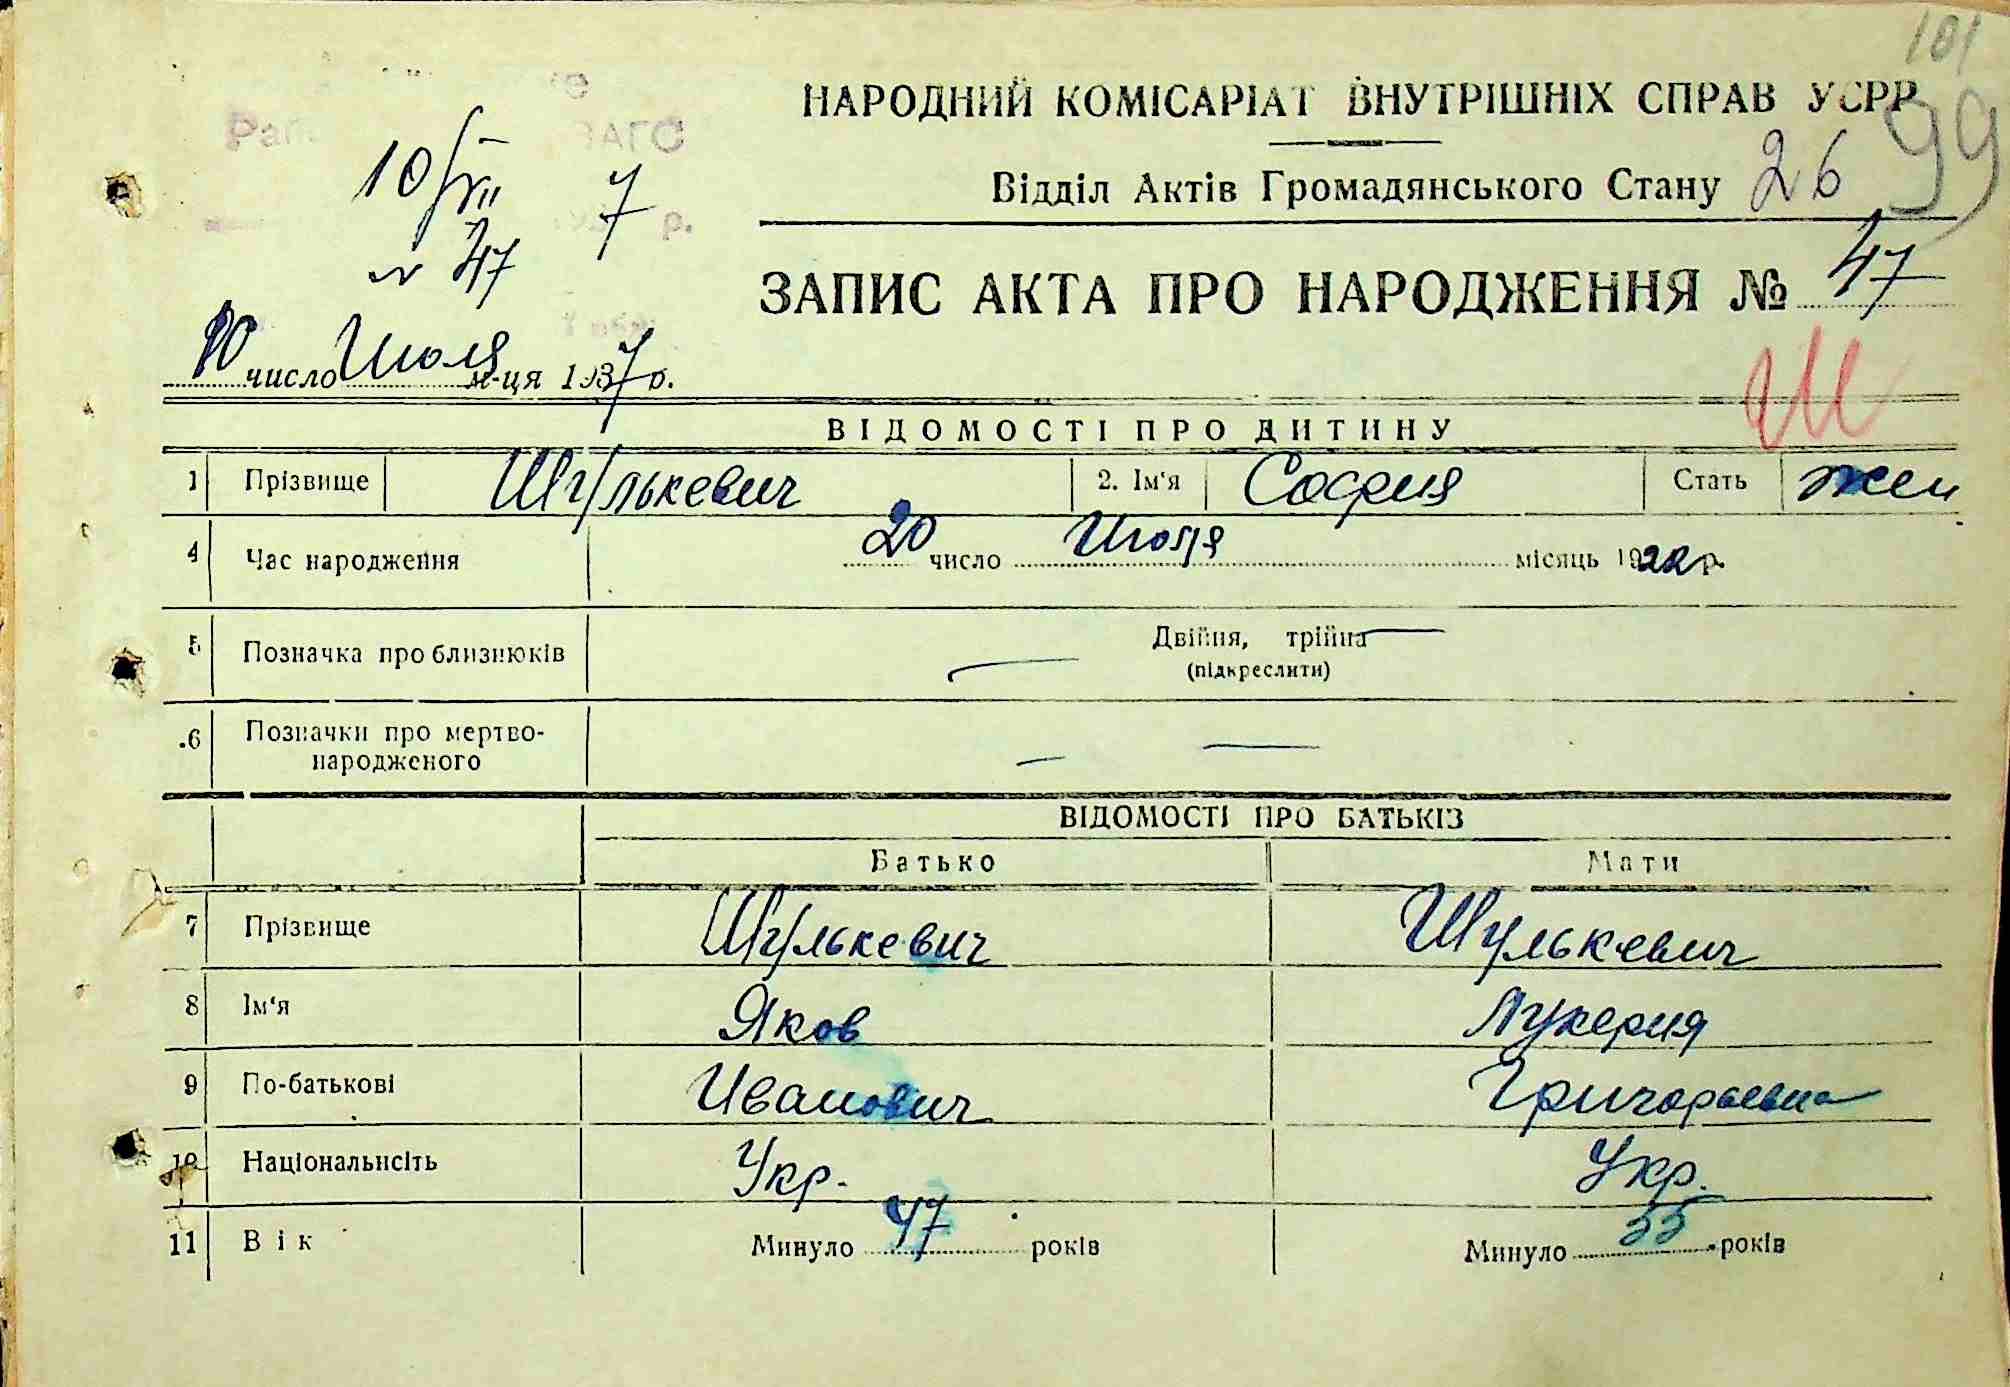 101
НАРОДНИЙ КОМІСАРІАТ ВНУТРІШНІХ СПРАВ УСРР
99
ЗАГС
10/VII 7
Відділ Актів Громадянського Стану 26
р.
N 47
ЗАПИС АКТА ПРО НАРОДЖЕННЯ № 47
10 число Июля м-ця 1937 р.
Ш
ВІДОМОСТІ ПРО ДИТИНУ
1 Прізвище Шулькевич 2. Ім'я София Стать жен
4 Час народження 20 число Июля місяць 1922 р.
5 Позначка про близнюків Двійня, трійня —
(підкреслити)
6 Позначки про мертво-
народженого — —
ВІДОМОСТІ ПРО БАТЬКІВ
Батько Мати
7 Прізвище Шулькевич Шулькевич
8 Ім'я Яков Лукерия
9 По-батькові Иванович Григорьевна
10 Національнсіть Укр. Укр.
11 Вік Минуло 47 років Минуло 55 років